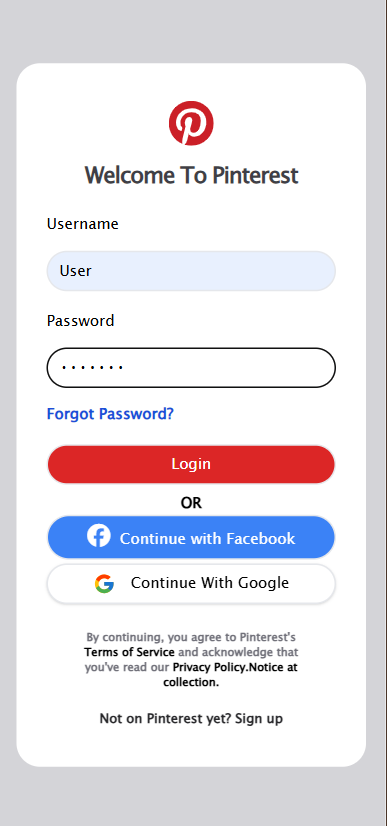 Welcome To Pinterest
Username
User
Password
•••••••
Forgot Password?
Login
OR
Continue with Facebook
Continue With Google
By continuing, you agree to Pinterest's
Terms of Service and acknowledge that
you've read our Privacy Policy.Notice at
collection.
Not on Pinterest yet? Sign up